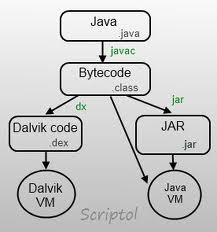 Java
.java
javac
Bytecode
.class
dx
jar
Dalvik code
.dex
JAR
.jar
Dalvik
VM
Java
VM
Scriptol